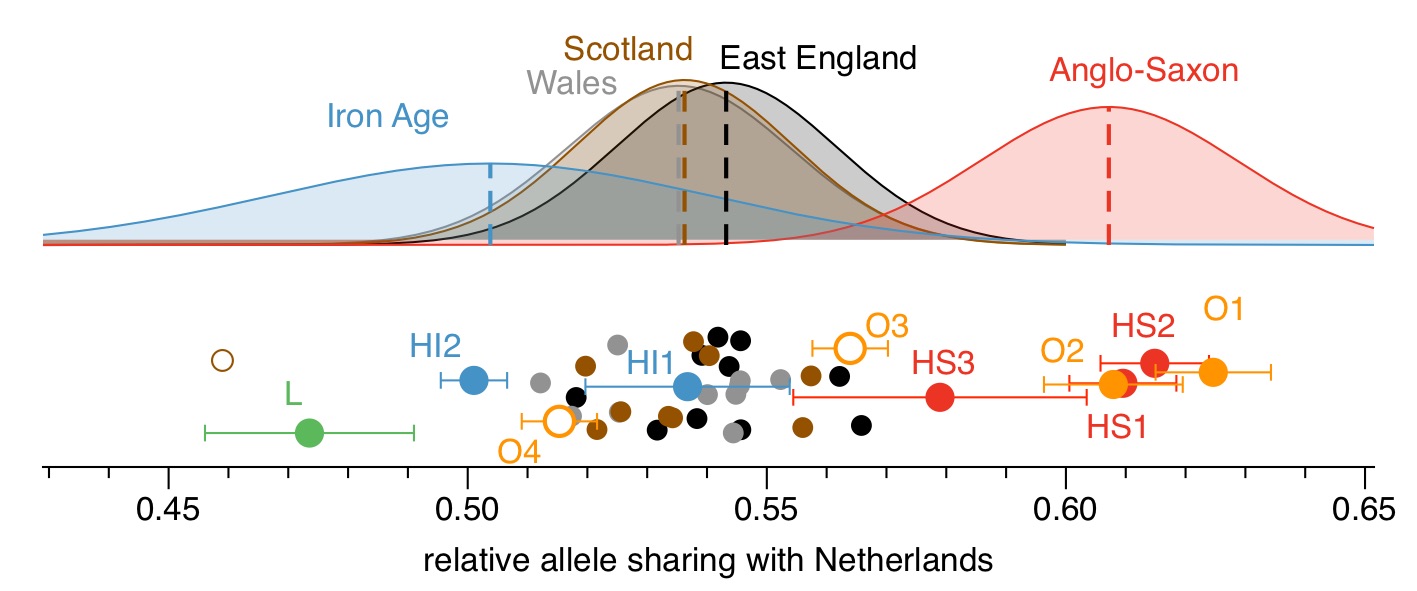 Scotland
East England
Wales
Anglo-Saxon
Iron Age
O1
O3
HS2
HI2
HI1
O2
HS3
L
HS1
O4
0.45 0.50 0.55 0.60 0.65
relative allele sharing with Netherlands